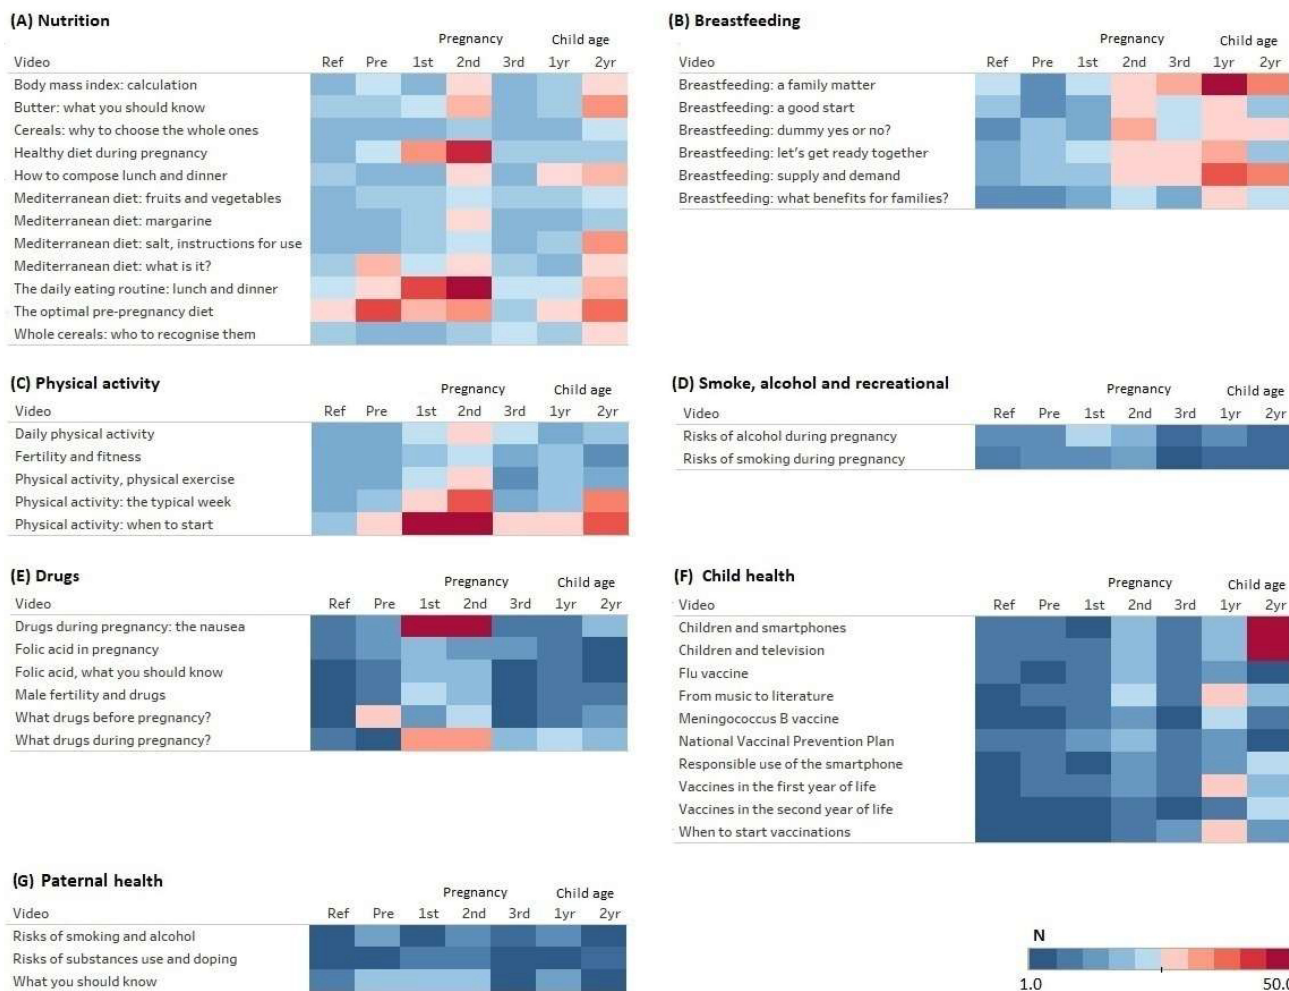 (A) Nutrition
Pregnancy Child age
Video Ref Pre 1st 2nd 3rd 1yr 2yr
Body mass index: calculation
Butter: what you should know
Cereals: why to choose the whole ones
Healthy diet during pregnancy
How to compose lunch and dinner
Mediterranean diet: fruits and vegetables
Mediterranean diet: margarine
Mediterranean diet: salt, instructions for use
Mediterranean diet: what is it?
The daily eating routine: lunch and dinner
The optimal pre-pregnancy diet
Whole cereals: who to recognise them
(B) Breastfeeding
Pregnancy Child age
Video Ref Pre 1st 2nd 3rd 1yr 2yr
Breastfeeding: a family matter
Breastfeeding: a good start
Breastfeeding: dummy yes or no?
Breastfeeding: let's get ready together
Breastfeeding: supply and demand
Breastfeeding: what benefits for families?
(C) Physical activity
Pregnancy Child age
Video Ref Pre 1st 2nd 3rd 1yr 2yr
Daily physical activity
Fertility and fitness
Physical activity, physical exercise
Physical activity: the typical week
Physical activity: when to start
(D) Smoke, alcohol and recreational
Pregnancy Child age
Video Ref Pre 1st 2nd 3rd 1yr 2yr
Risks of alcohol during pregnancy
Risks of smoking during pregnancy
(E) Drugs
Pregnancy Child age
Video Ref Pre 1st 2nd 3rd 1yr 2yr
Drugs during pregnancy: the nausea
Folic acid in pregnancy
Folic acid, what you should know
Male fertility and drugs
What drugs before pregnancy?
What drugs during pregnancy?
(F) Child health
Pregnancy Child age
Video Ref Pre 1st 2nd 3rd 1yr 2yr
Children and smartphones
Children and television
Flu vaccine
From music to literature
Meningococcus B vaccine
National Vaccinal Prevention Plan
Responsible use of the smartphone
Vaccines in the first year of life
Vaccines in the second year of life
When to start vaccinations
(G) Paternal health
Pregnancy Child age
Video Ref Pre 1st 2nd 3rd 1yr 2yr
Risks of smoking and alcohol
Risks of substances use and doping
What you should know
N
1.0 50.0